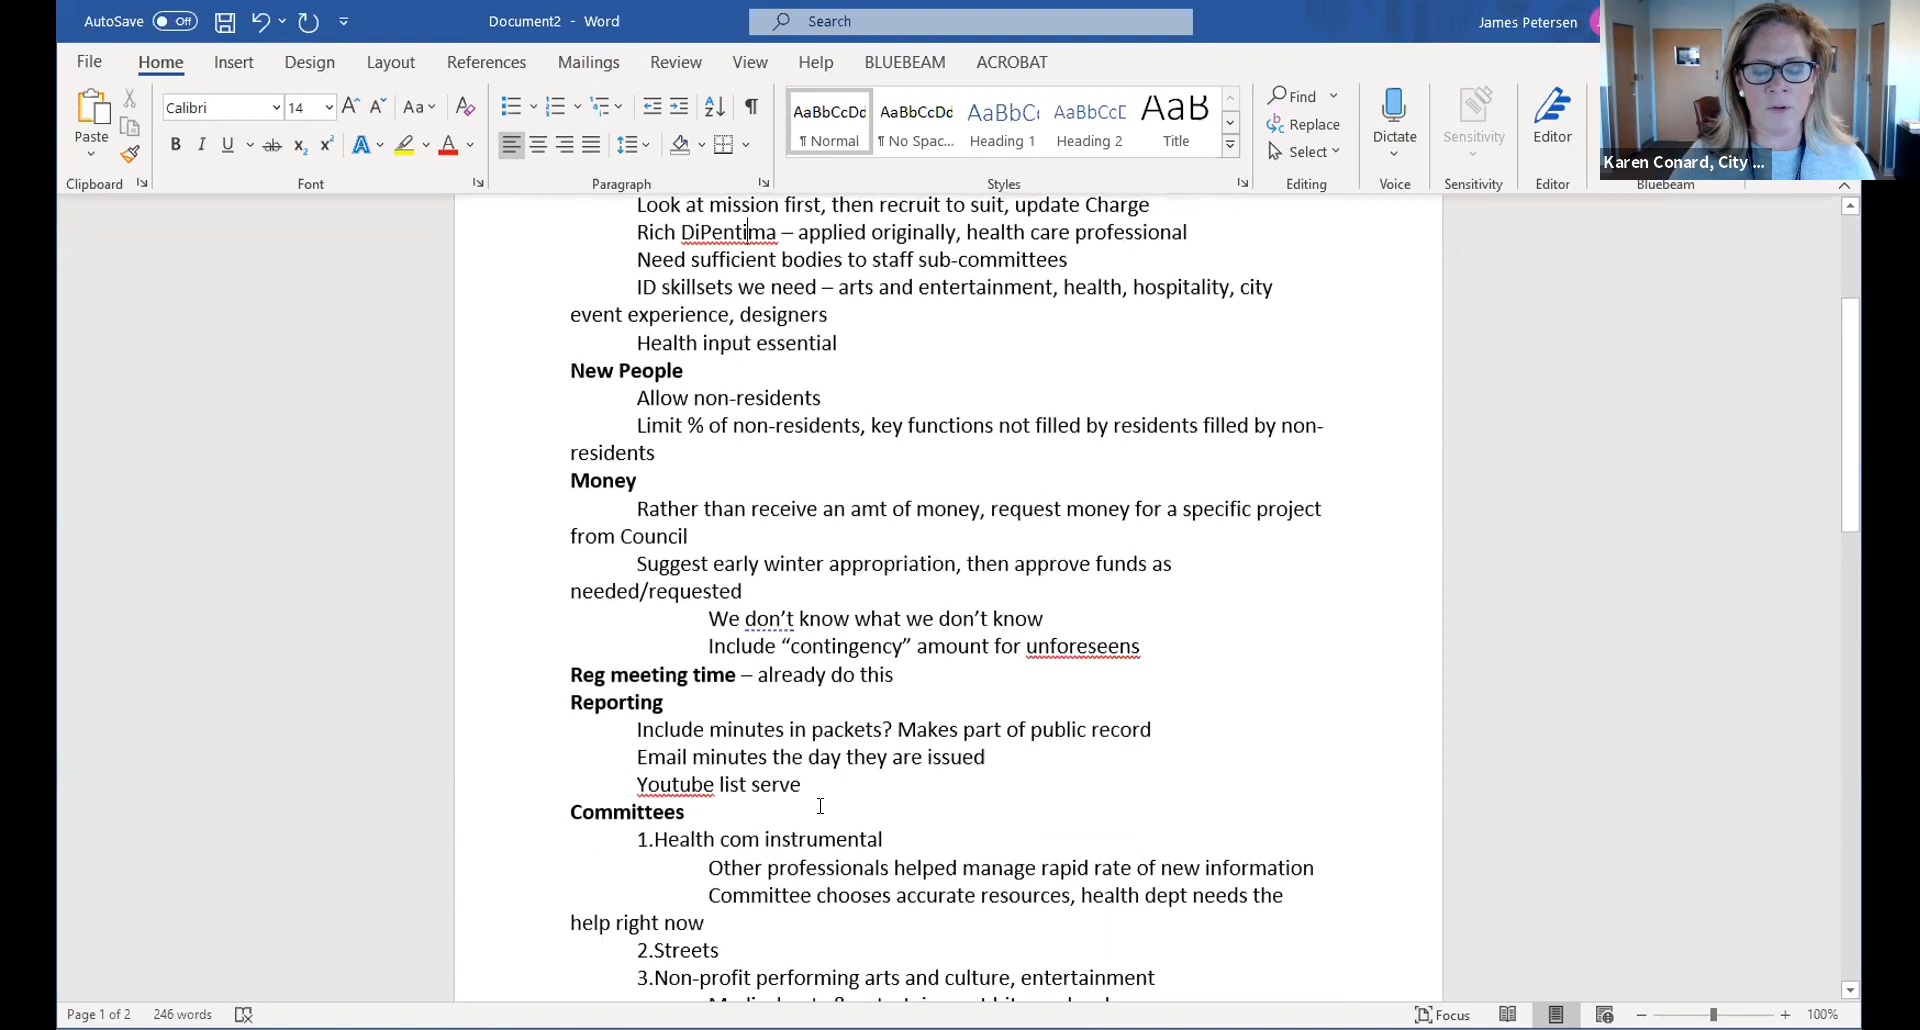 AutoSave Off Document2 - Word Search James Petersen
File Home Insert Design Layout References Mailings Review View Help BLUEBEAM ACROBAT
Calibri 14 Aa
AaBbCcDd AaBbCcDd AaBbC AaBbCcD AaB
Find
Replace
Select
Paste
B I U ab x₂ x² A A
¶ Normal ¶ No Spac... Heading 1 Heading 2 Title
Dictate Sensitivity Editor
Karen Conard, City ...
Clipboard Font Paragraph Styles Editing Voice Sensitivity Editor Bluebeam
Look at mission first, then recruit to suit, update Charge
Rich DiPentima – applied originally, health care professional
Need sufficient bodies to staff sub-committees
ID skillsets we need – arts and entertainment, health, hospitality, city
event experience, designers
Health input essential
New People
Allow non-residents
Limit % of non-residents, key functions not filled by residents filled by non-
residents
Money
Rather than receive an amt of money, request money for a specific project
from Council
Suggest early winter appropriation, then approve funds as
needed/requested
We don’t know what we don’t know
Include “contingency” amount for unforeseens
Reg meeting time – already do this
Reporting
Include minutes in packets? Makes part of public record
Email minutes the day they are issued
Youtube list serve
Committees
1.Health com instrumental
Other professionals helped manage rapid rate of new information
Committee chooses accurate resources, health dept needs the
help right now
2.Streets
3.Non-profit performing arts and culture, entertainment
Page 1 of 2 246 words Focus 100%